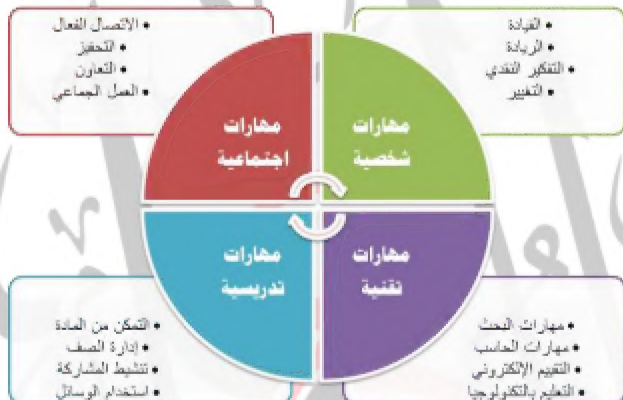 القيادة
الريادة
التفكير النقدي
التغيير
الاتصال الفعال
التحفيز
التعاون
العمل الجماعي
مهارات
شخصية
مهارات
اجتماعية
مهارات
تقنية
مهارات
تدريسية
مهارات البحث
مهارات الحاسب
التقييم الإلكتروني
التعليم بالتكنولوجيا
التمكن من المادة
إدارة الصف
تنشيط المشاركة
استخدام الوسائل